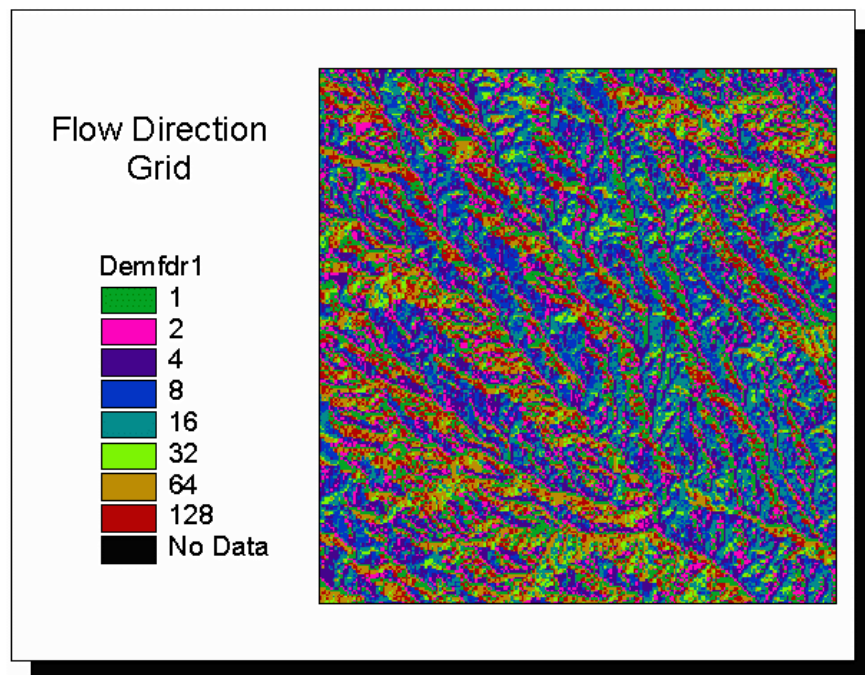 Flow Direction
Grid
Demfdr1
1
2
4
8
16
32
64
128
No Data